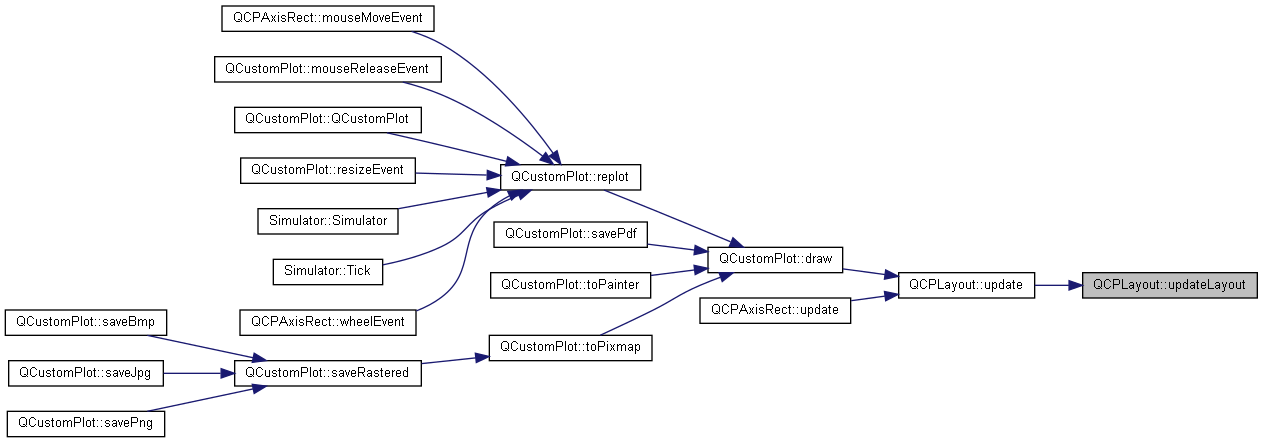 QCPAxisRect::mouseMoveEvent
QCustomPlot::mouseReleaseEvent
QCustomPlot::QCustomPlot
QCustomPlot::resizeEvent
QCustomPlot::replot
Simulator::Simulator
QCustomPlot::savePdf
QCustomPlot::draw
Simulator::Tick
QCustomPlot::toPainter
QCPLayout::update
QCPLayout::updateLayout
QCPAxisRect::update
QCPAxisRect::wheelEvent
QCustomPlot::saveBmp
QCustomPlot::toPixmap
QCustomPlot::saveJpg
QCustomPlot::saveRastered
QCustomPlot::savePng